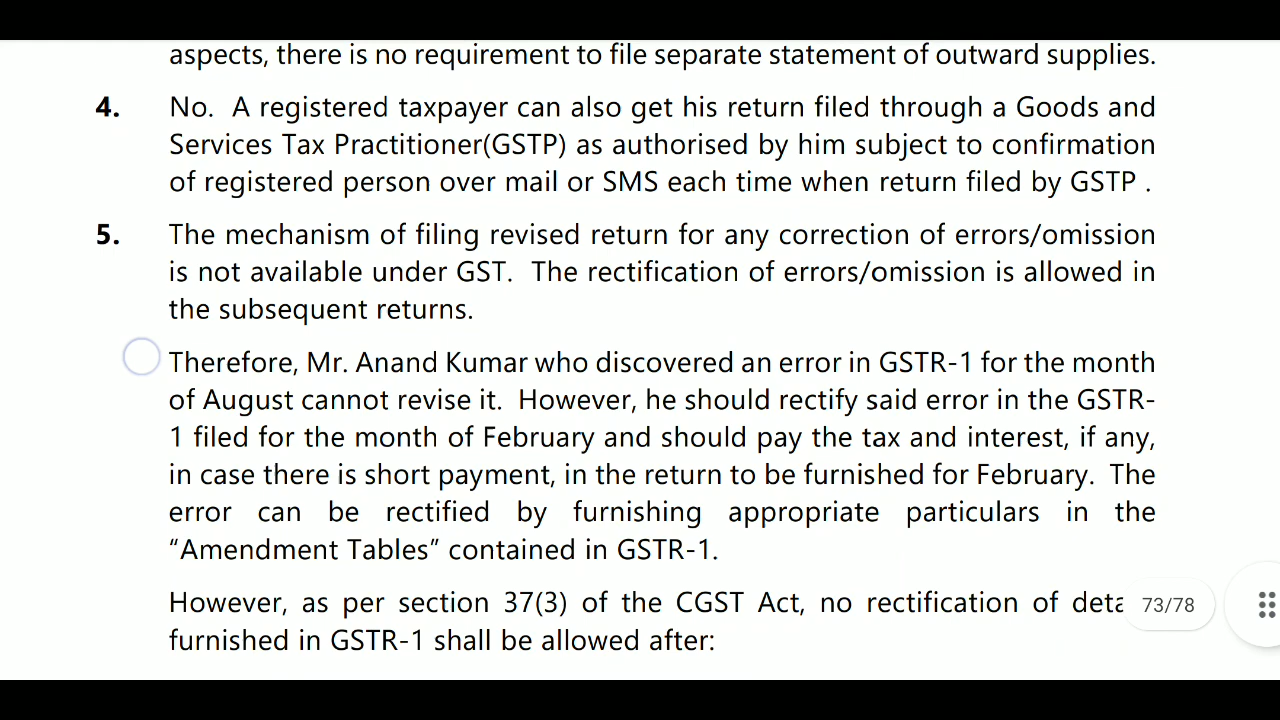 aspects, there is no requirement to file separate statement of outward supplies.
4. No. A registered taxpayer can also get his return filed through a Goods and
Services Tax Practitioner(GSTP) as authorised by him subject to confirmation
of registered person over mail or SMS each time when return filed by GSTP .
5. The mechanism of filing revised return for any correction of errors/omission
is not available under GST. The rectification of errors/omission is allowed in
the subsequent returns.
Therefore, Mr. Anand Kumar who discovered an error in GSTR-1 for the month
of August cannot revise it. However, he should rectify said error in the GSTR-
1 filed for the month of February and should pay the tax and interest, if any,
in case there is short payment, in the return to be furnished for February. The
error can be rectified by furnishing appropriate particulars in the
“Amendment Tables” contained in GSTR-1.
However, as per section 37(3) of the CGST Act, no rectification of
furnished in GSTR-1 shall be allowed after:
73/78